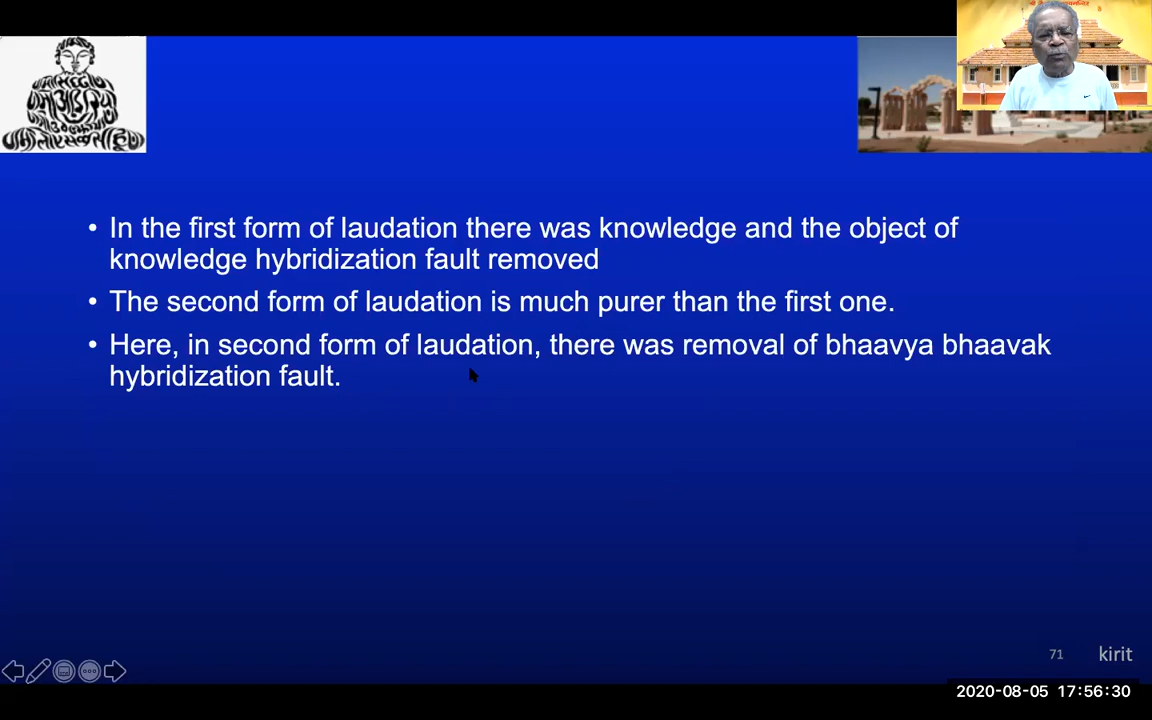 • In the first form of laudation there was knowledge and the object of
knowledge hybridization fault removed
• The second form of laudation is much purer than the first one.
• Here, in second form of laudation, there was removal of bhaavya bhaavak
hybridization fault.
71 kirit
2020-08-05 17:56:30